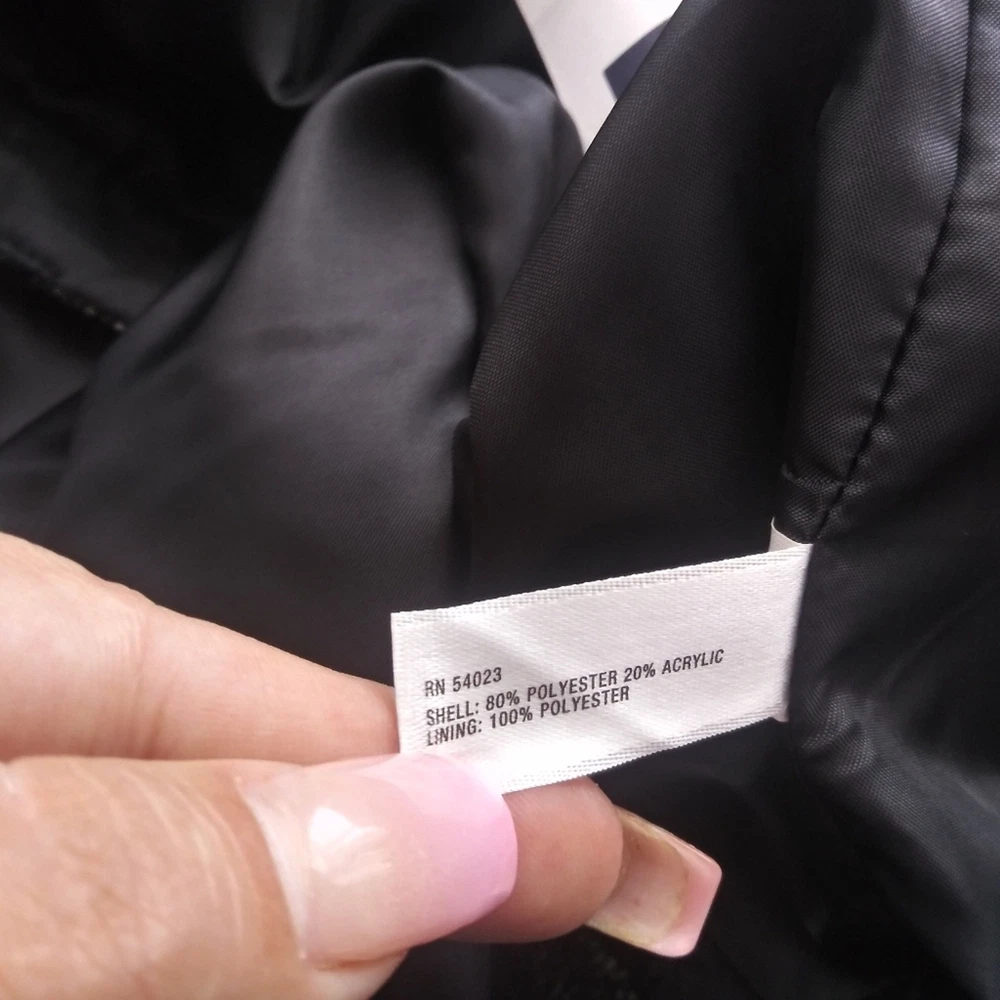 RN 54023
SHELL: 80% POLYESTER 20% ACRYLIC
LINING: 100% POLYESTER